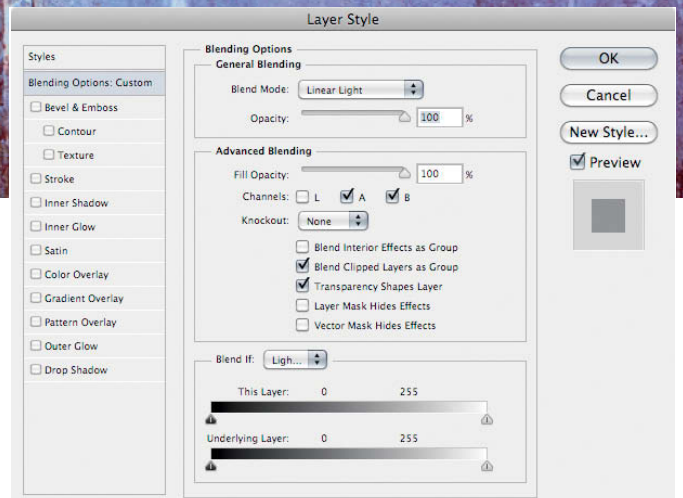 Layer Style
Styles
Blending Options: Custom
Bevel & Emboss
Contour
Texture
Stroke
Inner Shadow
Inner Glow
Satin
Color Overlay
Gradient Overlay
Pattern Overlay
Outer Glow
Drop Shadow
Blending Options
General Blending
Blend Mode: Linear Light
Opacity: 100 %
Advanced Blending
Fill Opacity: 100 %
Channels: L A B
Knockout: None
Blend Interior Effects as Group
Blend Clipped Layers as Group
Transparency Shapes Layer
Layer Mask Hides Effects
Vector Mask Hides Effects
Blend If: Ligh...
This Layer: 0 255
Underlying Layer: 0 255
OK
Cancel
New Style...
Preview